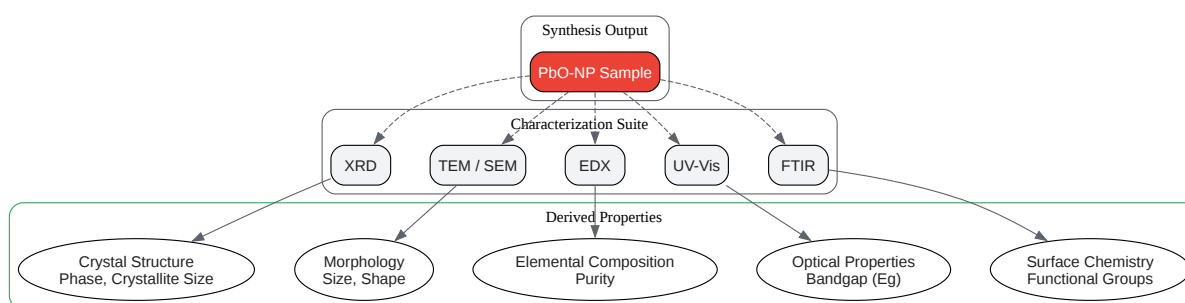 Synthesis Output
PbO-NP Sample
Characterization Suite
XRD
TEM / SEM
EDX
UV-Vis
FTIR
Derived Properties
Crystal Structure
Phase, Crystallite Size
Morphology
Size, Shape
Elemental Composition
Purity
Optical Properties
Bandgap (Eg)
Surface Chemistry
Functional Groups